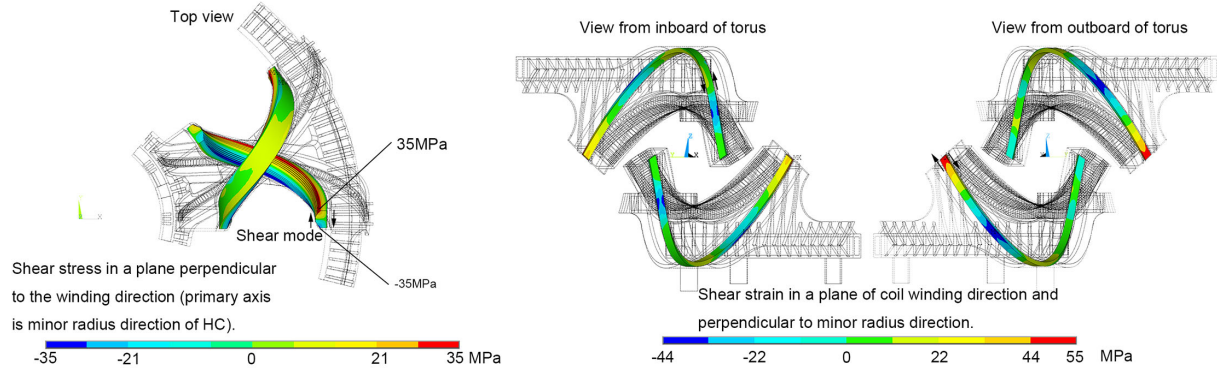 Top view
35MPa
Shear mode
-35MPa
Shear stress in a plane perpendicular
to the winding direction (primary axis
is minor radius direction of HC).
-35 -21 0 21 35 MPa
View from inboard of torus
View from outboard of torus
Shear strain in a plane of coil winding direction and
perpendicular to minor radius direction.
-44 -22 0 22 44 55 MPa